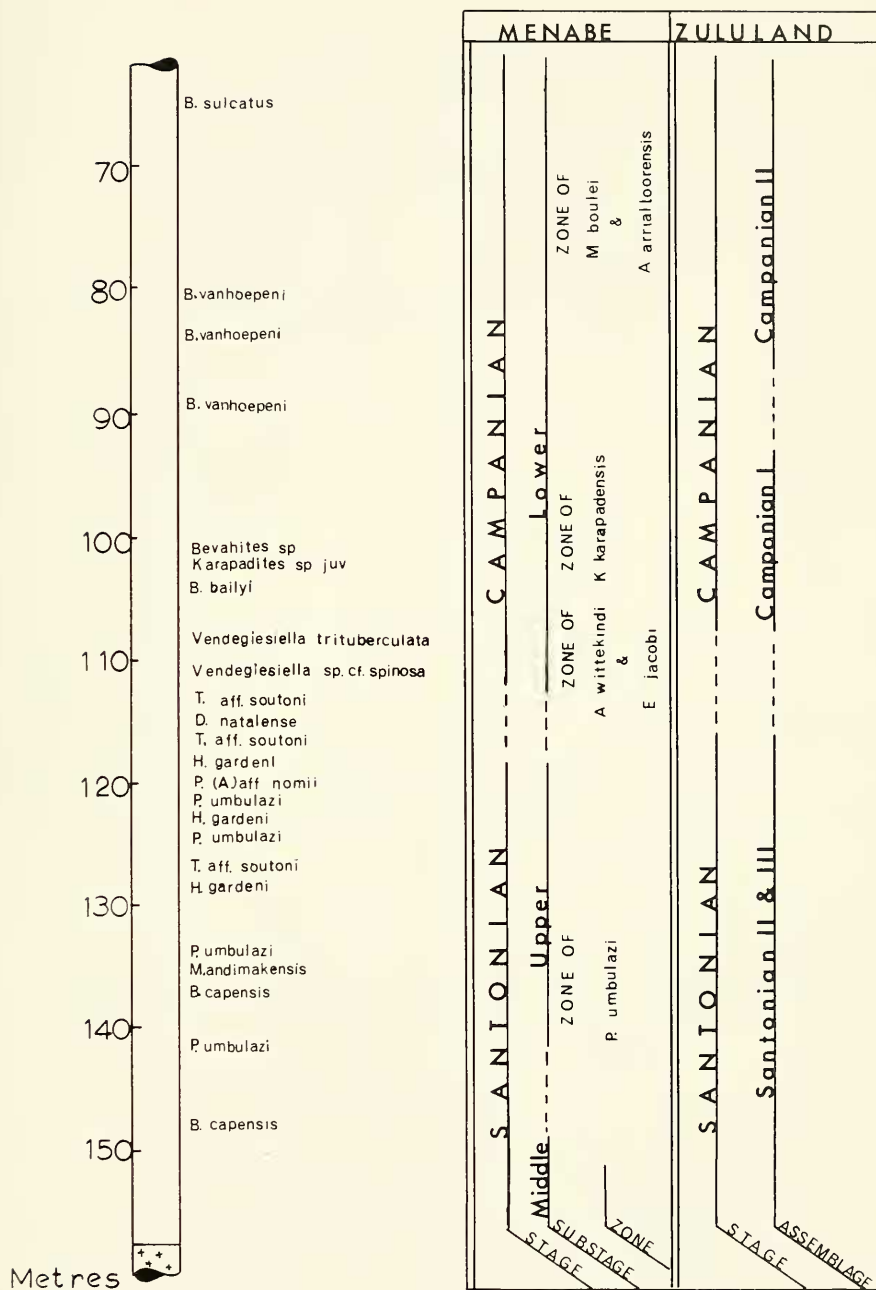 MENABE
ZULULAND
B. sulcatus
70
80
B. vanhoepeni
B. vanhoepeni
90
B. vanhoepeni
100
Bevahites sp
Karapadites sp juv
B. bailyi
Vendegiesiella trituberculata
110
Vendegiesiella sp. cf. spinosa
T. aff. soutoni
D. natalense
T. aff. soutoni
H. gardeni
120
P. (A) aff nomii
P. umbulazi
H. gardeni
P. umbulazi
T. aff. soutoni
H. gardeni
130
P. umbulazi
M. andimakensis
B. capensis
140
P. umbulazi
B. capensis
150
Metres
CAMPANIAN
SANTONIAN
STAGE
Lower
Upper
Middle
SUBSTAGE
ZONE OF
M boulei
&
A arrialloorensis
ZONE OF
K karapadensis
ZONE OF
A wittekindi
&
E jacobi
ZONE OF
P. umbulazi
ZONE
CAMPANIAN
SANTONIAN
STAGE
Campanian II
Campanian I
Santonian II & III
ASSEMBLAGE